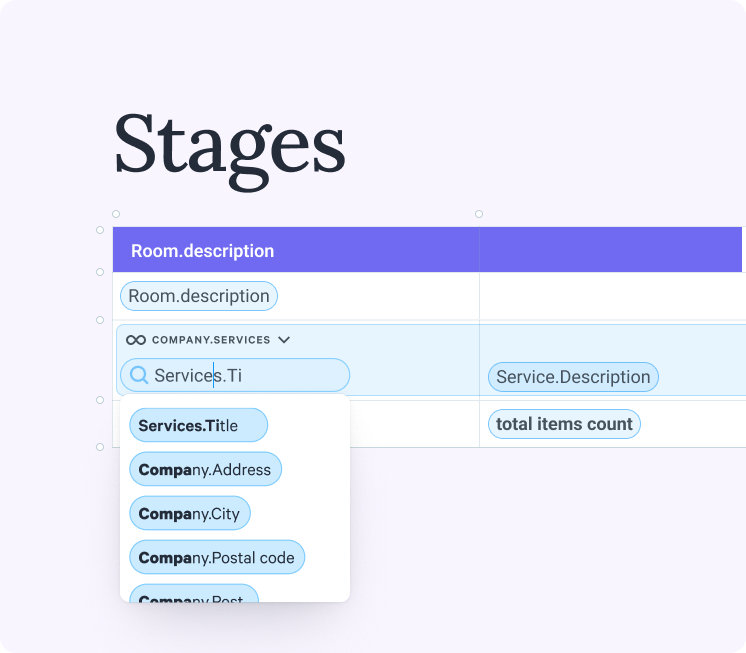 Stages
Room.description
Room.description
COMPANY.SERVICES
Services.Ti
Service.Description
total items count
Services.Title
Company.Address
Company.City
Company.Postal code
Company.Post